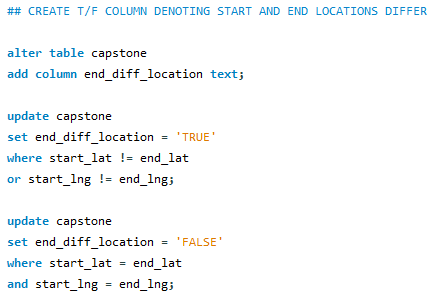 ## CREATE T/F COLUMN DENOTING START AND END LOCATIONS DIFFER
alter table capstone
add column end_diff_location text;
update capstone
set end_diff_location = 'TRUE'
where start_lat != end_lat
or start_lng != end_lng;
update capstone
set end_diff_location = 'FALSE'
where start_lat = end_lat
and start_lng = end_lng;